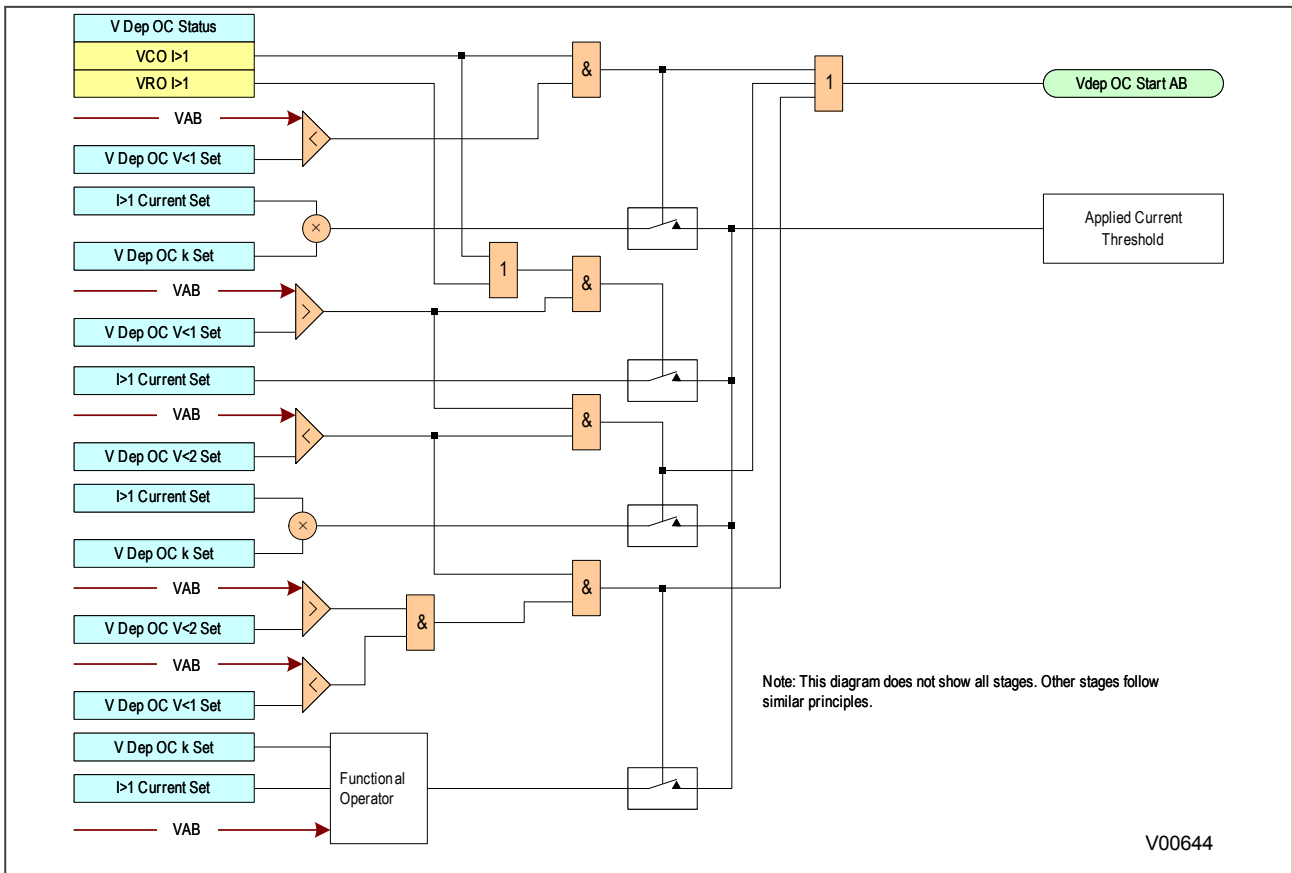 V Dep OC Status
VCO I>1
VRO I>1
VAB
V Dep OC V<1 Set
I>1 Current Set
V Dep OC k Set
VAB
V Dep OC V<1 Set
I>1 Current Set
VAB
V Dep OC V<2 Set
I>1 Current Set
V Dep OC k Set
VAB
V Dep OC V<2 Set
VAB
V Dep OC V<1 Set
V Dep OC k Set
I>1 Current Set
VAB
<
×
>
<
×
>
<
Functional
Operator
&
1
&
&
&
&
1
Vdep OC Start AB
Applied Current
Threshold
Note: This diagram does not show all stages. Other stages follow
similar principles.
V00644